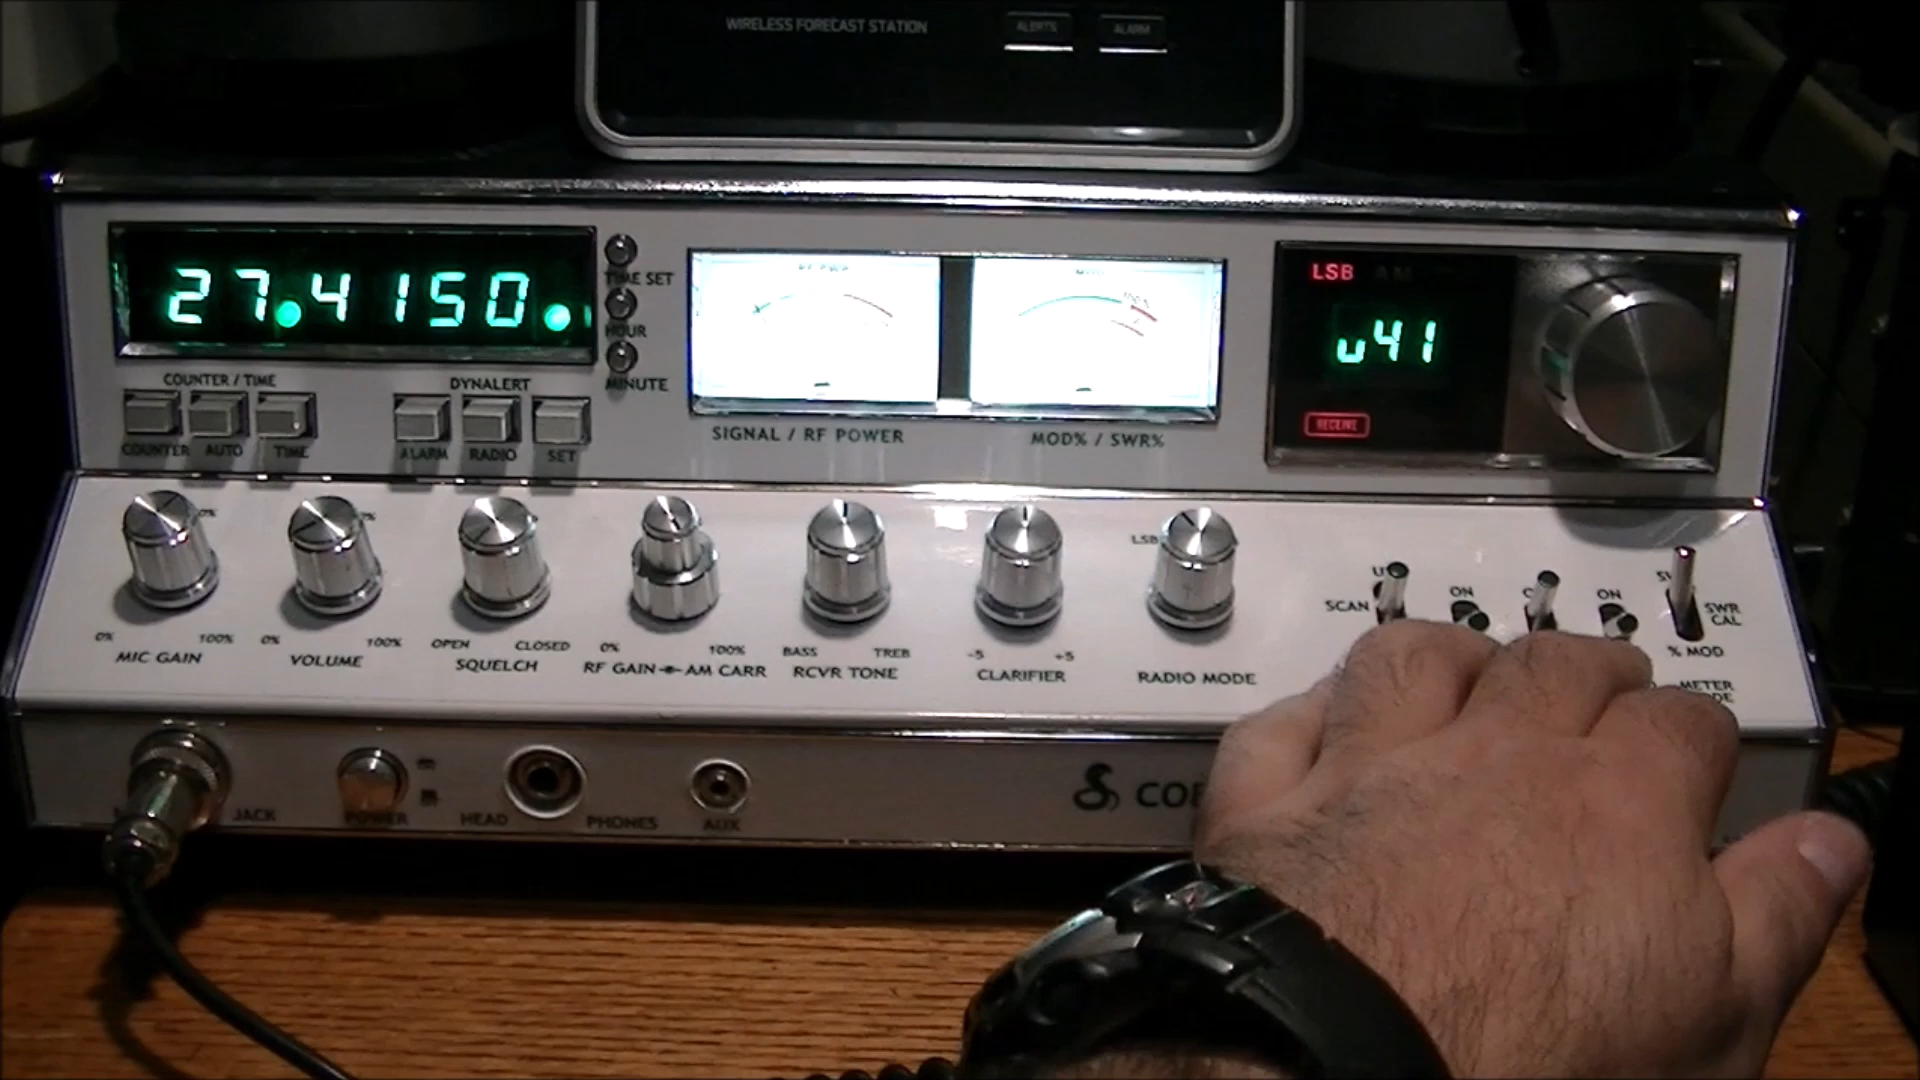 WIRELESS FORECAST STATION
ALERTS
ALARM
27.4150.
TIME SET
HOUR
MINUTE
COUNTER / TIME
COUNTER
AUTO
TIME
DYNALERT
ALARM
RADIO
SET
SIGNAL / RF POWER
MOD% / SWR%
LSB AM
u41
RECEIVE
0% 100%
MIC GAIN
0% 100%
VOLUME
OPEN CLOSED
SQUELCH
0% 100%
RF GAIN AM CARR
BASS TREB
RCVR TONE
-5 +5
CLARIFIER
LSB
RADIO MODE
SCAN
ON
ON
SWR
CAL
% MOD
METER
JACK
POWER
HEAD PHONES
AUX